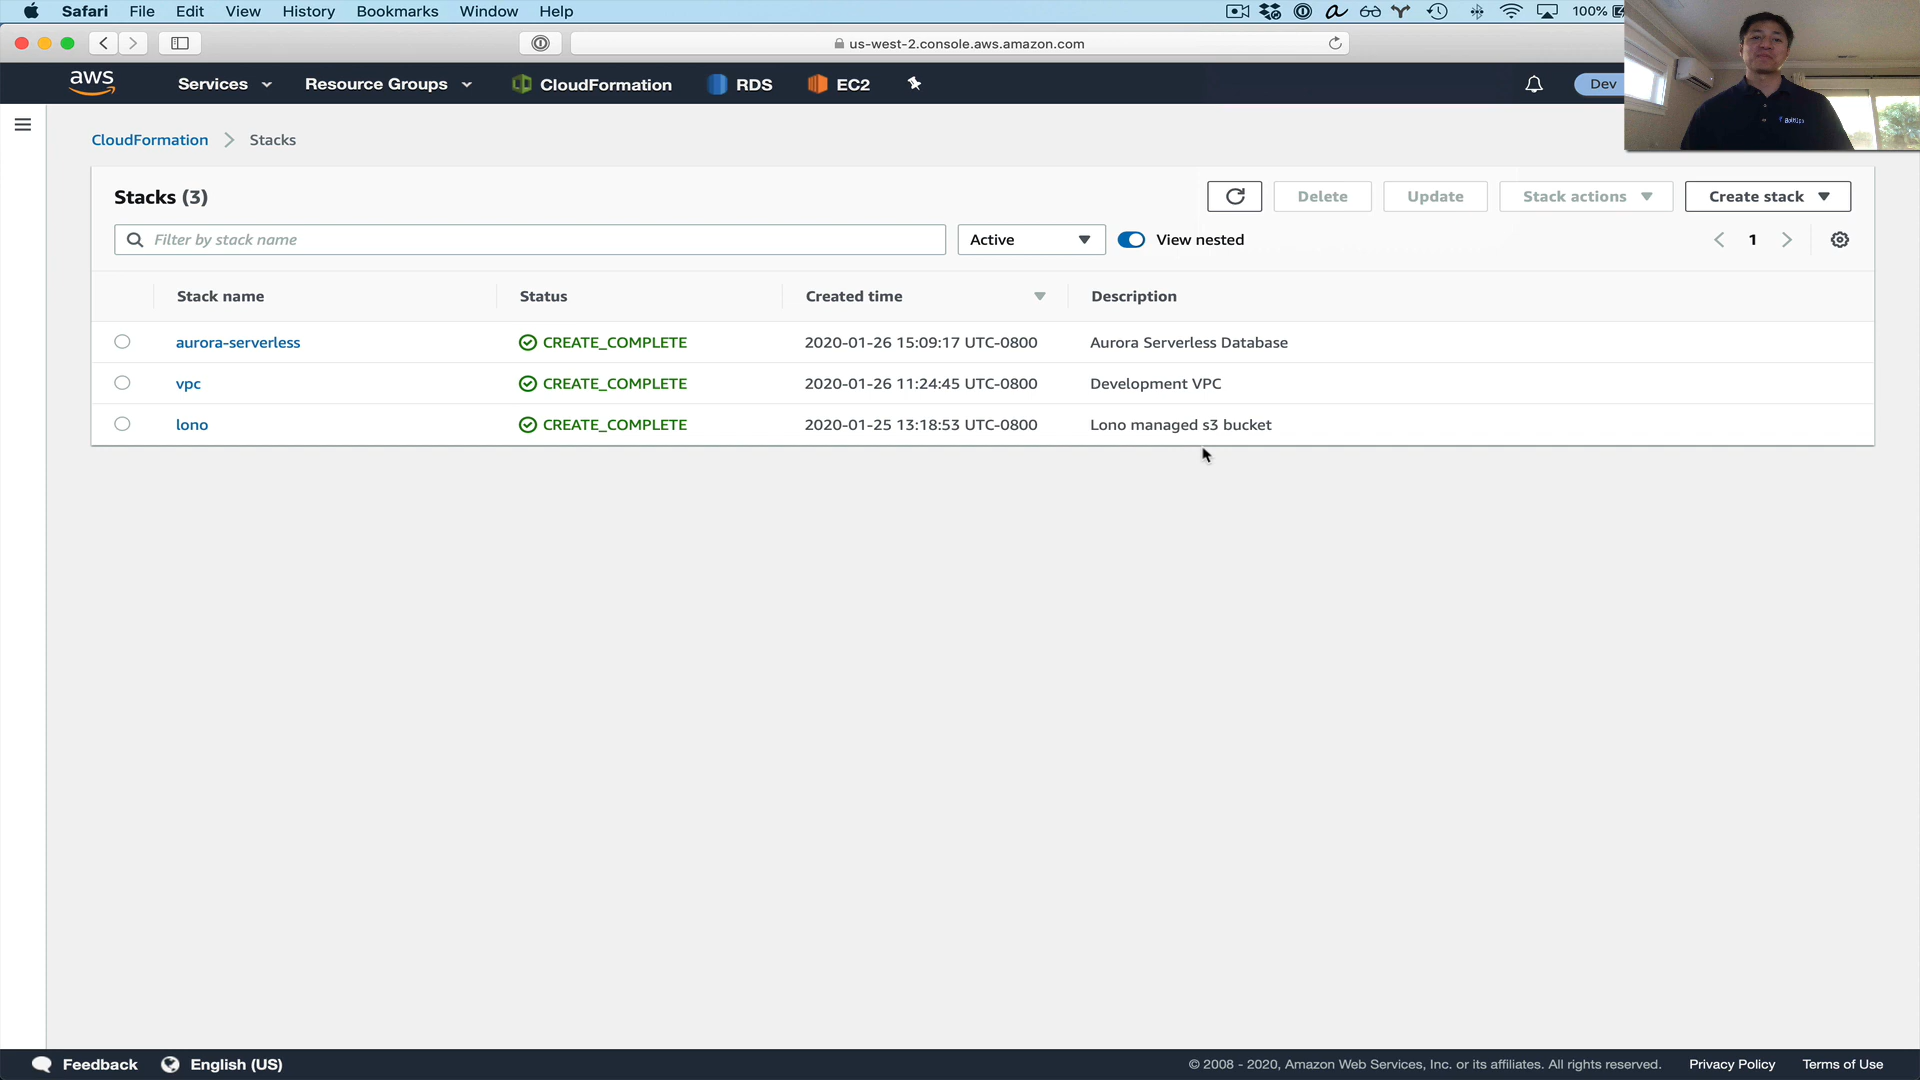 Safari File Edit View History Bookmarks Window Help 100%
us-west-2.console.aws.amazon.com
aws Services Resource Groups CloudFormation RDS EC2 Dev
CloudFormation Stacks
Stacks (3) Delete Update Stack actions Create stack
Filter by stack name Active View nested 1
Stack name Status Created time Description
aurora-serverless CREATE_COMPLETE 2020-01-26 15:09:17 UTC-0800 Aurora Serverless Database
vpc CREATE_COMPLETE 2020-01-26 11:24:45 UTC-0800 Development VPC
lono CREATE_COMPLETE 2020-01-25 13:18:53 UTC-0800 Lono managed s3 bucket
Feedback English (US) © 2008 - 2020, Amazon Web Services, Inc. or its affiliates. All rights reserved. Privacy Policy Terms of Use